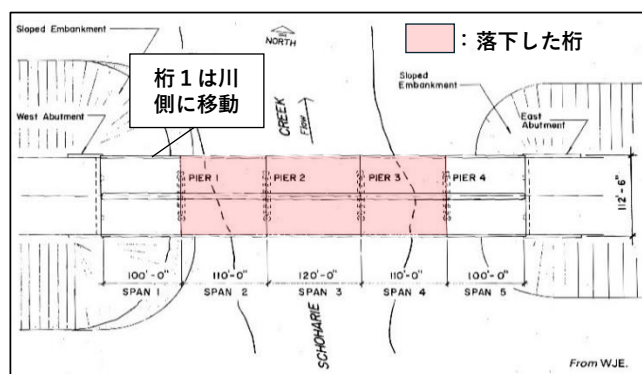 Sloped Embankment
NORTH
：落下した桁
桁１は川
側に移動
CREEK
Flow
Sloped
Embankment
West Abutment
East
Abutment
PIER 1
PIER 2
PIER 3
PIER 4
112'-6"
100'-0"
110'-0"
120'-0"
110'-0"
100'-0"
SPAN 1
SPAN 2
SPAN 3
SPAN 4
SPAN 5
SCHOHARIE
From WJE.